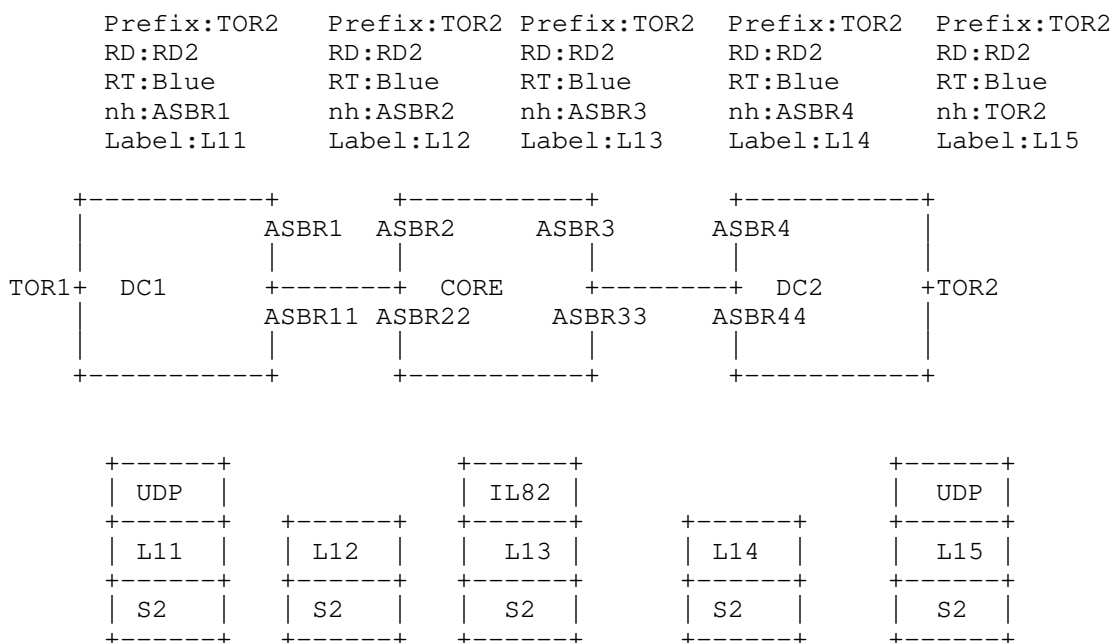 Prefix:TOR2 Prefix:TOR2 Prefix:TOR2 Prefix:TOR2 Prefix:TOR2
RD:RD2 RD:RD2 RD:RD2 RD:RD2 RD:RD2
RT:Blue RT:Blue RT:Blue RT:Blue RT:Blue
nh:ASBR1 nh:ASBR2 nh:ASBR3 nh:ASBR4 nh:TOR2
Label:L11 Label:L12 Label:L13 Label:L14 Label:L15
ASBR1 ASBR2 ASBR3 ASBR4
TOR1+ DC1 CORE DC2 +TOR2
ASBR11 ASBR22 ASBR33 ASBR44
UDP IL82 UDP
L11 L12 L13 L14 L15
S2 S2 S2 S2 S2